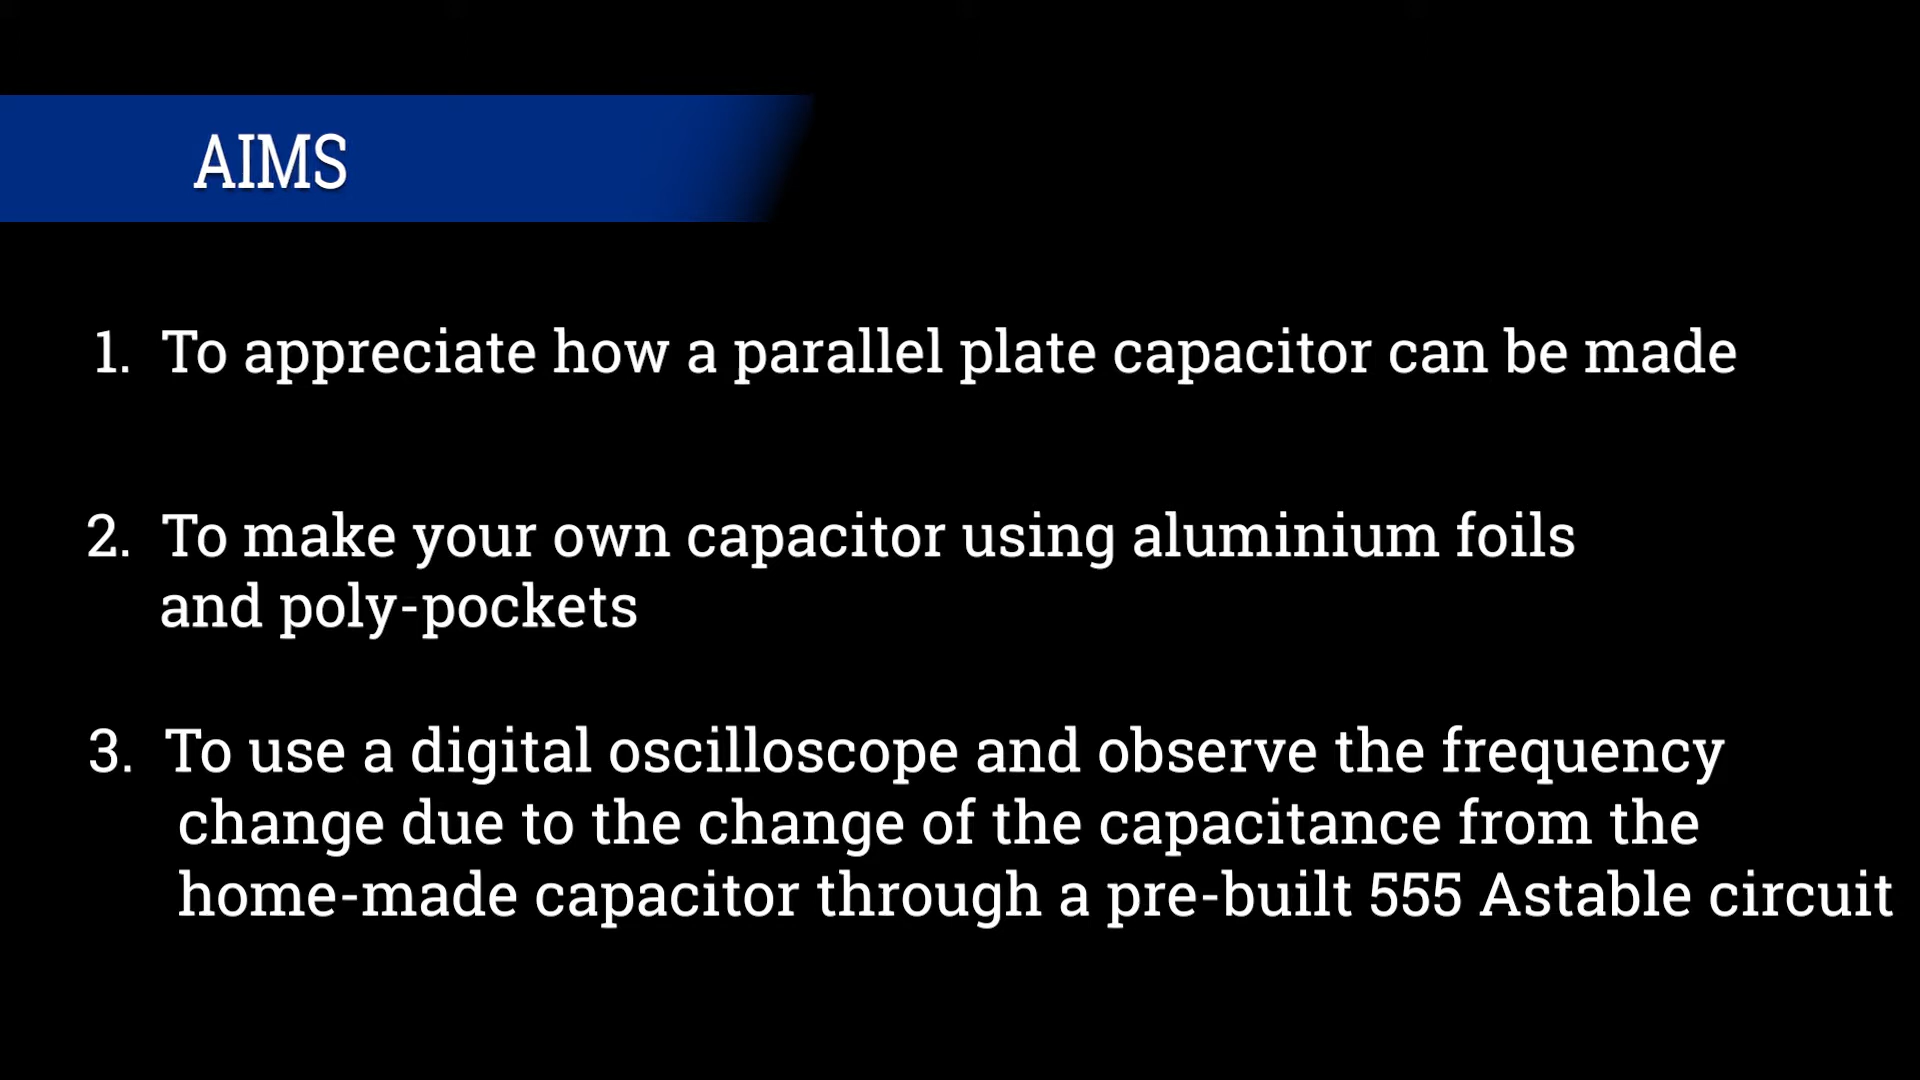 AIMS
1. To appreciate how a parallel plate capacitor can be made
2. To make your own capacitor using aluminium foils
and poly-pockets
3. To use a digital oscilloscope and observe the frequency
change due to the change of the capacitance from the
home-made capacitor through a pre-built 555 Astable circuit